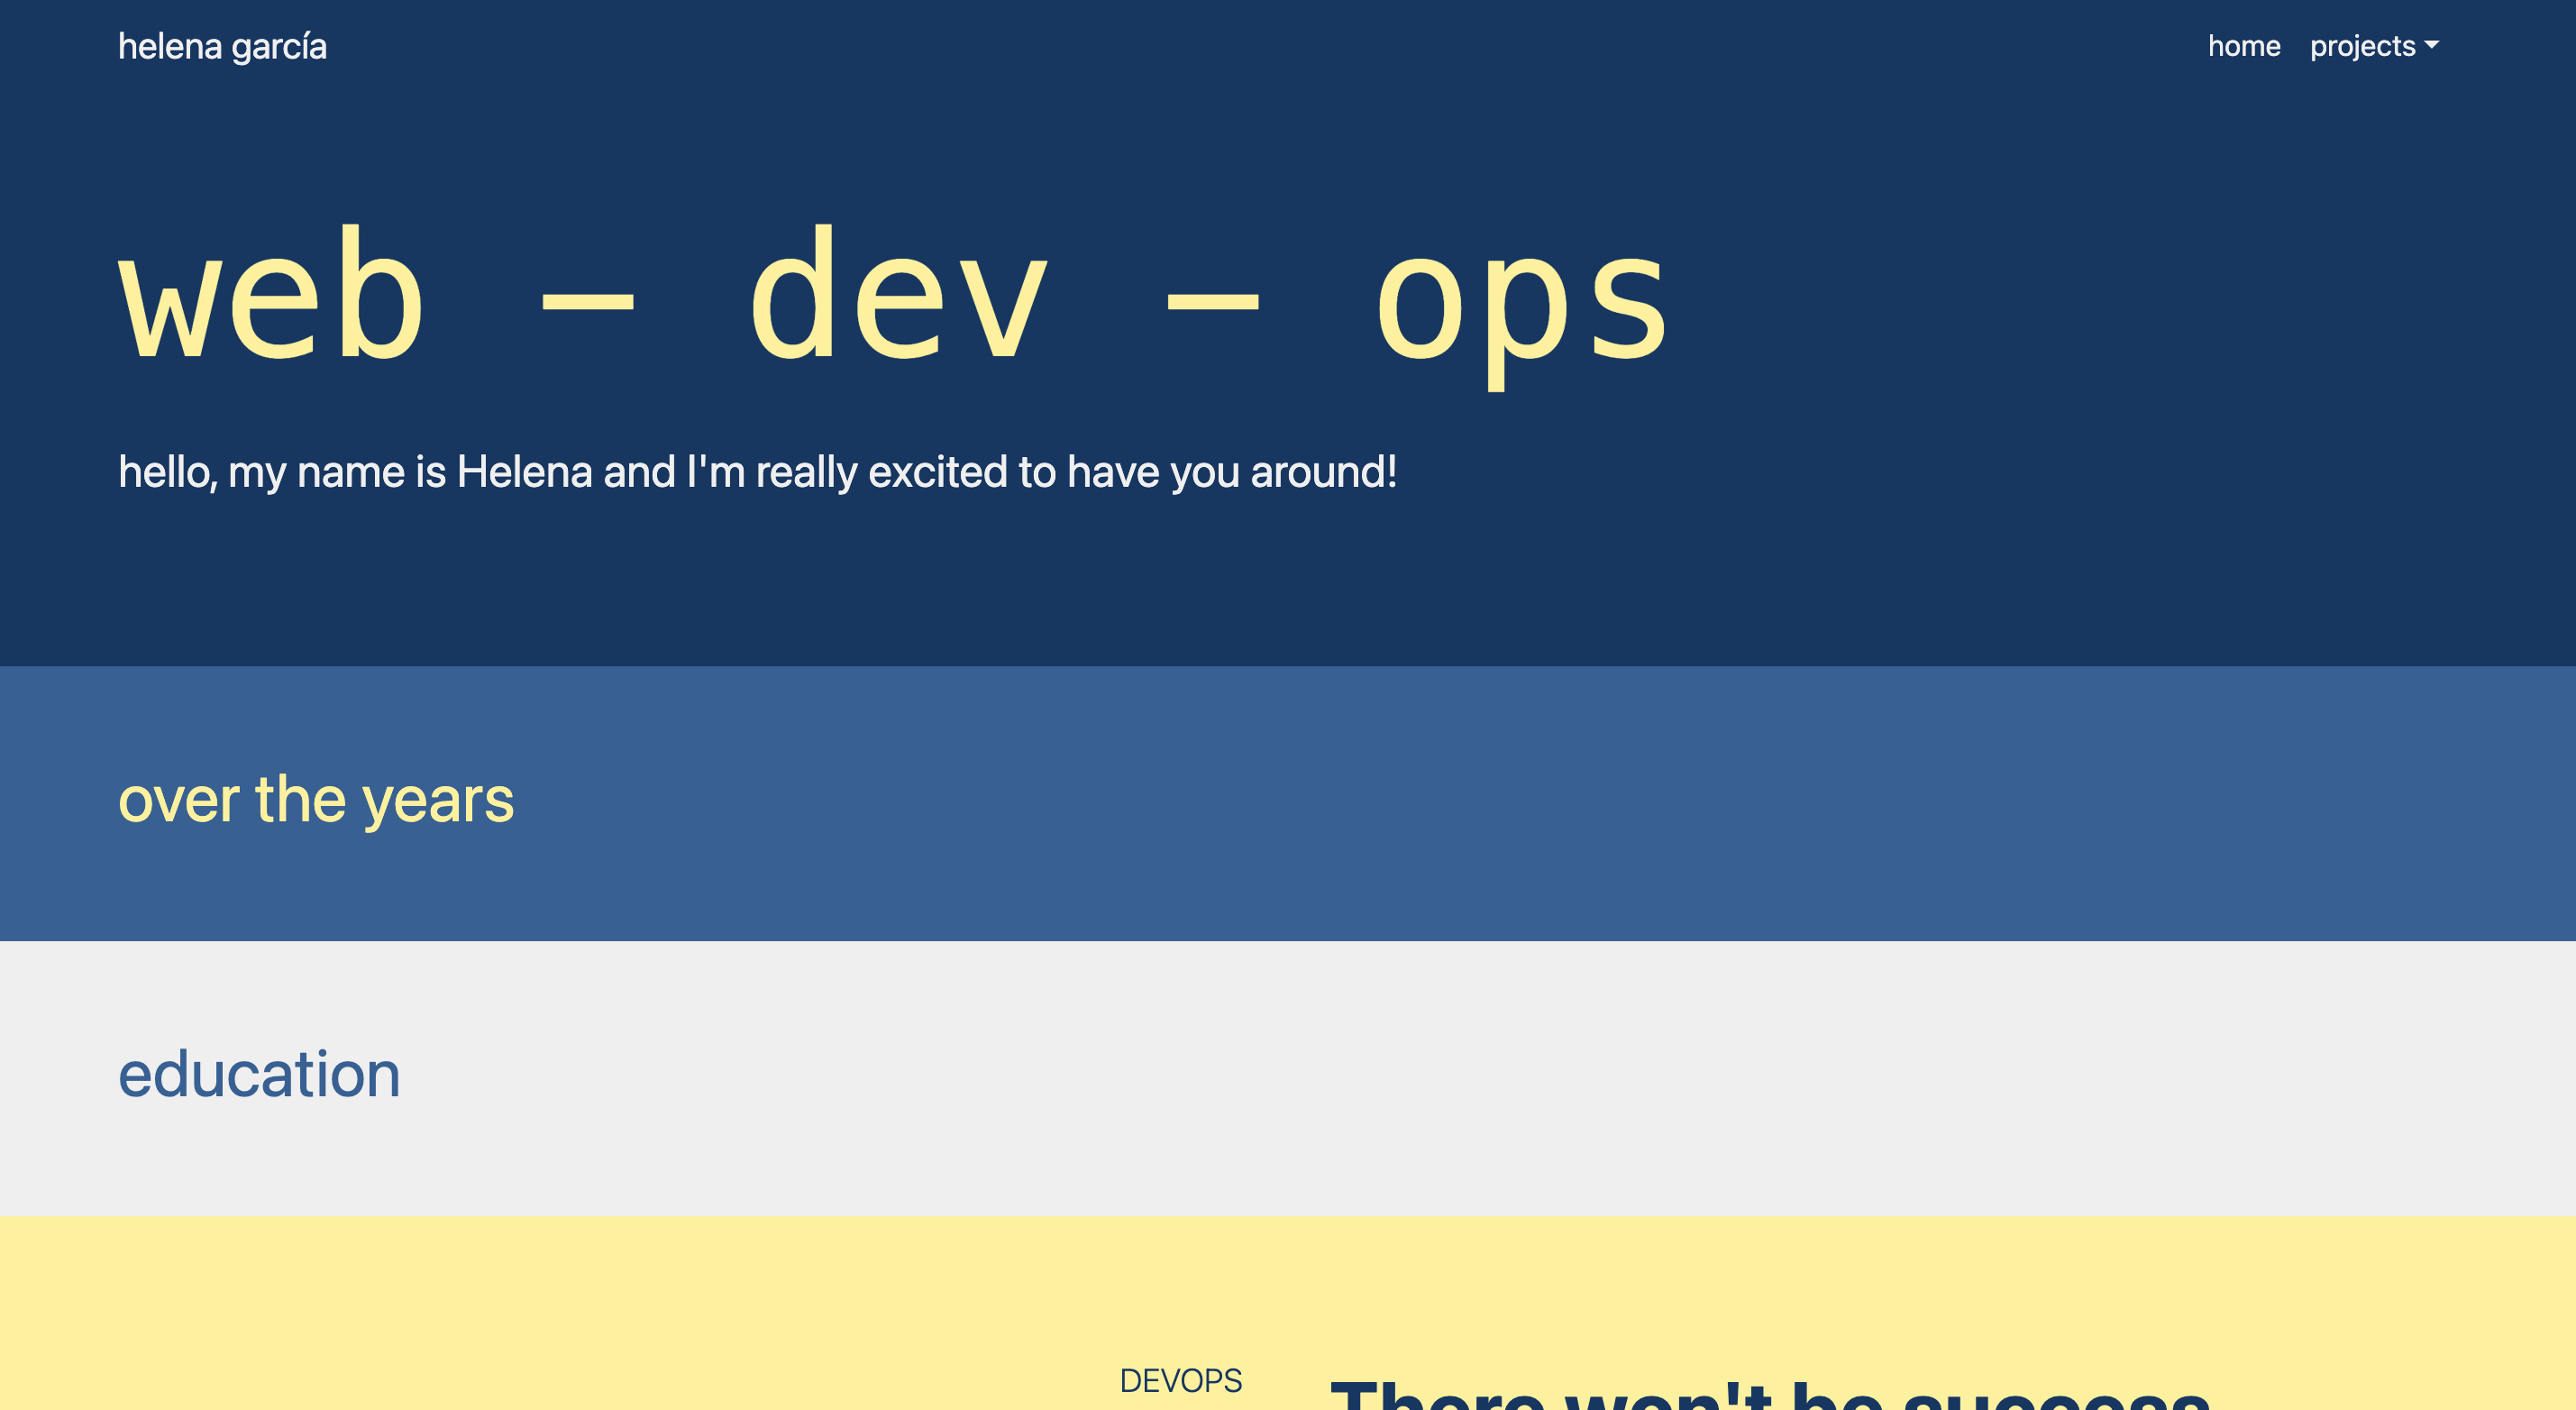 helena garcía
home projects
web – dev – ops
hello, my name is Helena and I'm really excited to have you around!
over the years
education
DEVOPS
There won't be success